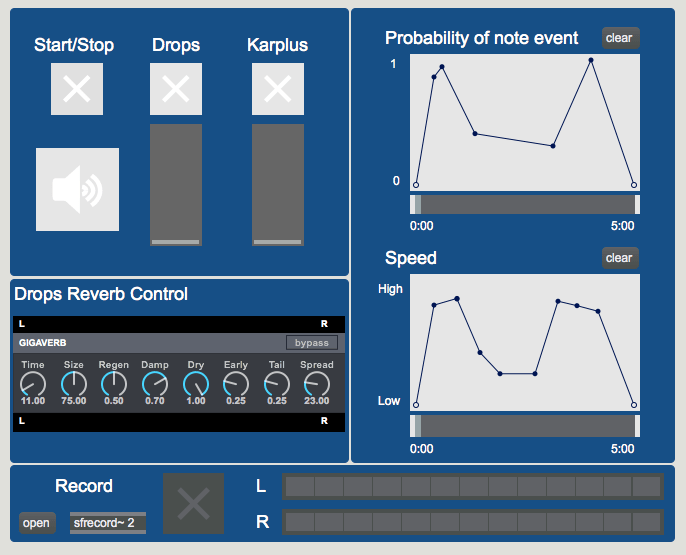 Start/Stop Drops Karplus
Probability of note event clear
1
0
0:00 5:00
Speed clear
High
Low
0:00 5:00
Drops Reverb Control
L R
GIGAVERB bypass
Time Size Regen Damp Dry Early Tail Spread
11.00 75.00 0.50 0.70 1.00 0.25 0.25 23.00
L R
Record
open sfrecord~ 2
L
R